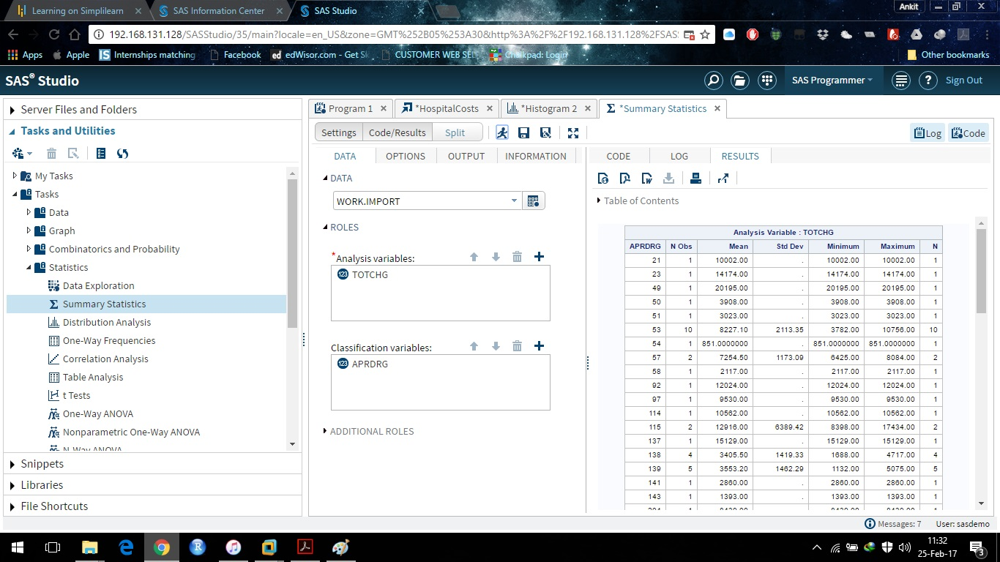 Learning on Simplilearn
SAS Information Center
SAS Studio
Ankit
192.168.131.128/SASStudio/35/main?locale=en_US&zone=GMT%252B05%253A30&http%3A%2F%2F192.168.131.128%2FSAS
Apps
Apple
Internships matching
Facebook
edWisor.com - Get Sk
CUSTOMER WEB SEL
Chalkpad: Login
Other bookmarks
SAS® Studio
SAS Programmer
Sign Out
Server Files and Folders
Tasks and Utilities
My Tasks
Tasks
Data
Graph
Combinatorics and Probability
Statistics
Data Exploration
Summary Statistics
Distribution Analysis
One-Way Frequencies
Correlation Analysis
Table Analysis
t Tests
One-Way ANOVA
Nonparametric One-Way ANOVA
N-Way ANOVA
Snippets
Libraries
File Shortcuts
Program 1
*HospitalCosts
*Histogram 2
*Summary Statistics
Settings Code/Results Split
Log Code
DATA OPTIONS OUTPUT INFORMATION
DATA
WORK.IMPORT
ROLES
*Analysis variables:
123 TOTCHG
Classification variables:
123 APRDRG
ADDITIONAL ROLES
CODE LOG RESULTS
Table of Contents
Analysis Variable : TOTCHG
APRDRG N Obs Mean Std Dev Minimum Maximum N
21 1 10002.00 . 10002.00 10002.00 1
23 1 14174.00 . 14174.00 14174.00 1
49 1 20195.00 . 20195.00 20195.00 1
50 1 3908.00 . 3908.00 3908.00 1
51 1 3023.00 . 3023.00 3023.00 1
53 10 8227.10 2113.35 3782.00 10756.00 10
54 1 851.0000000 . 851.0000000 851.0000000 1
57 2 7254.50 1173.09 6425.00 8084.00 2
58 1 2117.00 . 2117.00 2117.00 1
92 1 12024.00 . 12024.00 12024.00 1
97 1 9530.00 . 9530.00 9530.00 1
114 1 10562.00 . 10562.00 10562.00 1
115 2 12916.00 6389.42 8398.00 17434.00 2
137 1 15129.00 . 15129.00 15129.00 1
138 4 3405.50 1419.33 1688.00 4717.00 4
139 5 3553.20 1462.29 1132.00 5075.00 5
141 1 2860.00 . 2860.00 2860.00 1
143 1 1393.00 . 1393.00 1393.00 1
Messages: 7
User: sasdemo
11:32
25-Feb-17
3